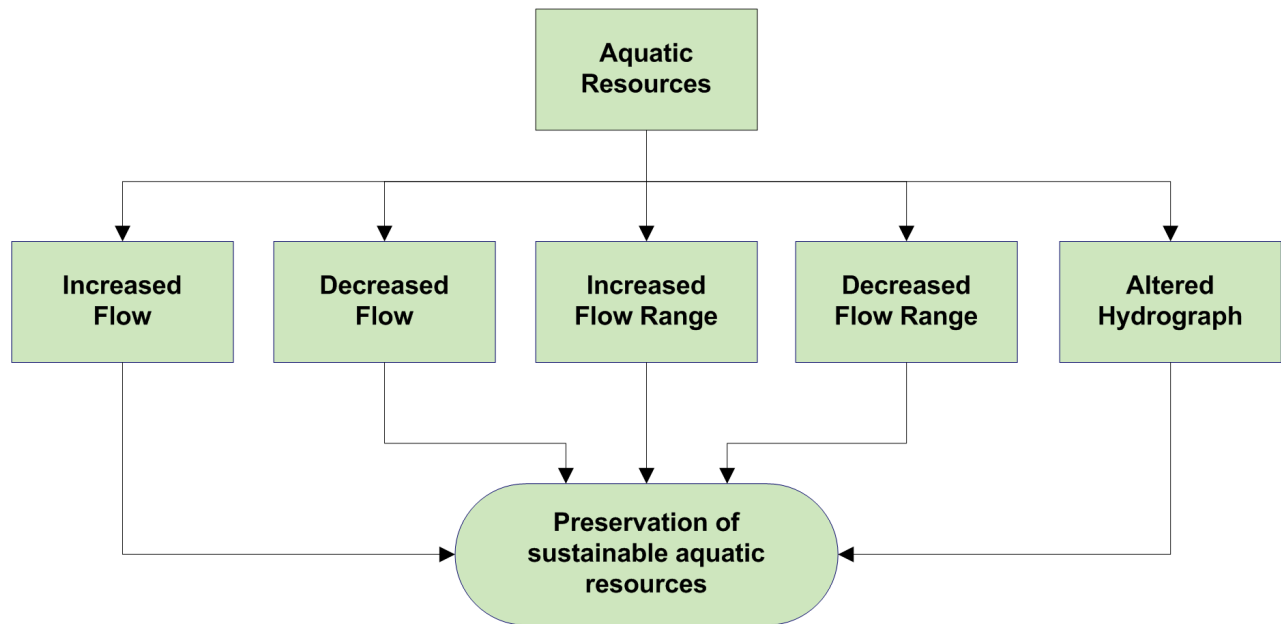 Aquatic
Resources
Increased
Flow
Decreased
Flow
Increased
Flow Range
Decreased
Flow Range
Altered
Hydrograph
Preservation of
sustainable aquatic
resources